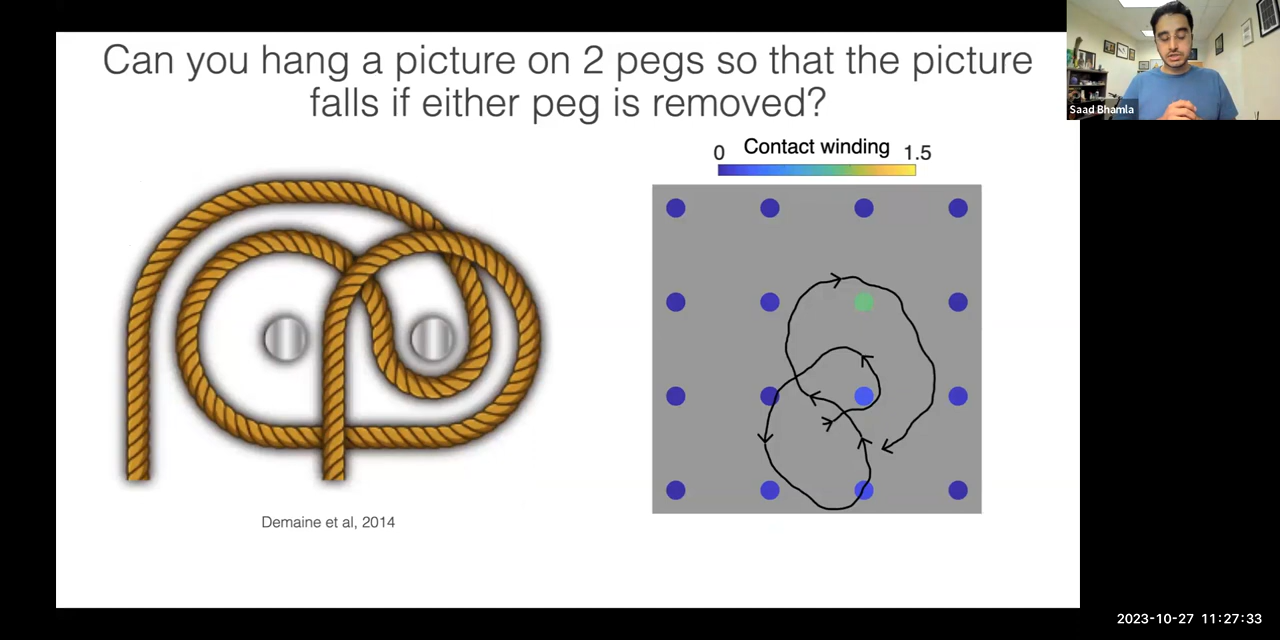 Can you hang a picture on 2 pegs so that the picture
falls if either peg is removed?
0 Contact winding 1.5
Demaine et al, 2014
Saad Bhamla
2023-10-27 11:27:33